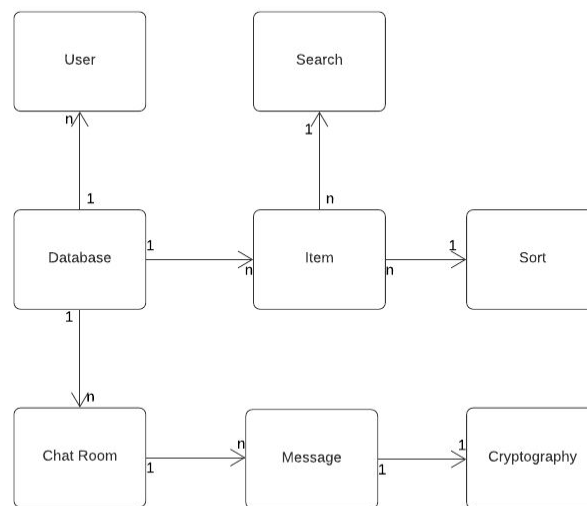 User
Search
n
1
1
n
Database
1
n
Item
n
1
Sort
1
n
Chat Room
1
n
Message
1
1
Cryptography